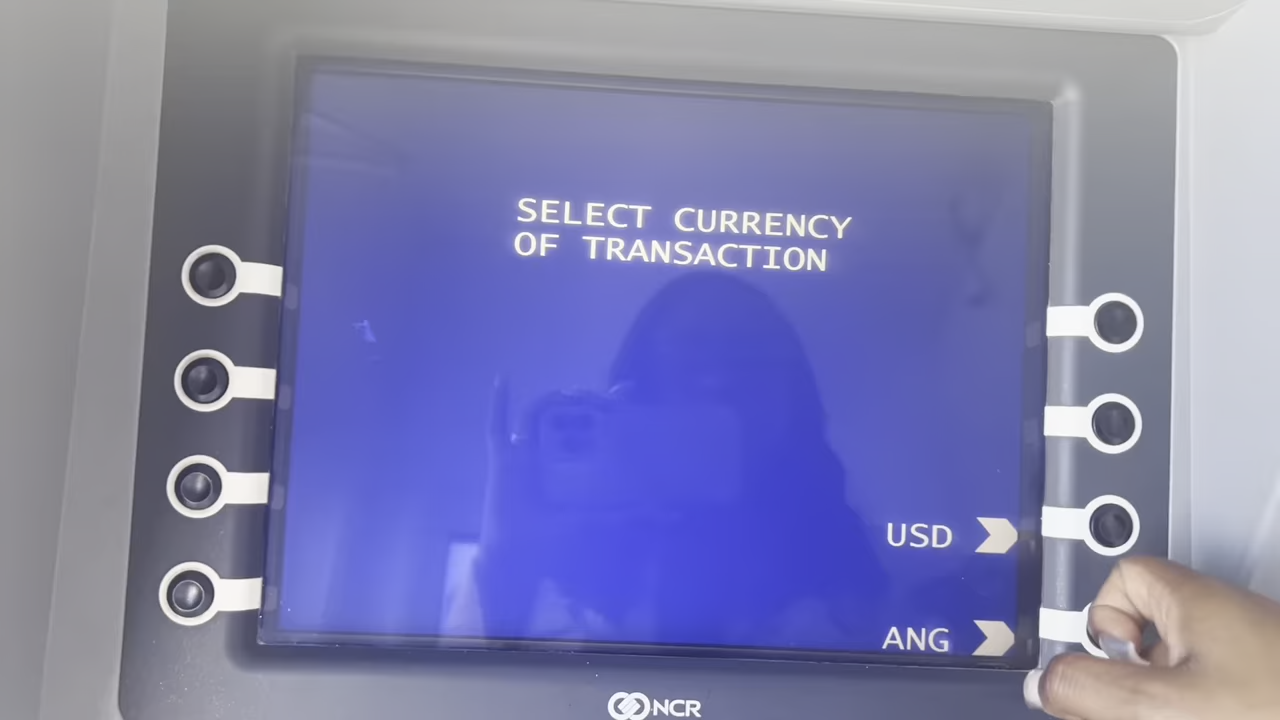 SELECT CURRENCY
OF TRANSACTION
USD
ANG
NCR